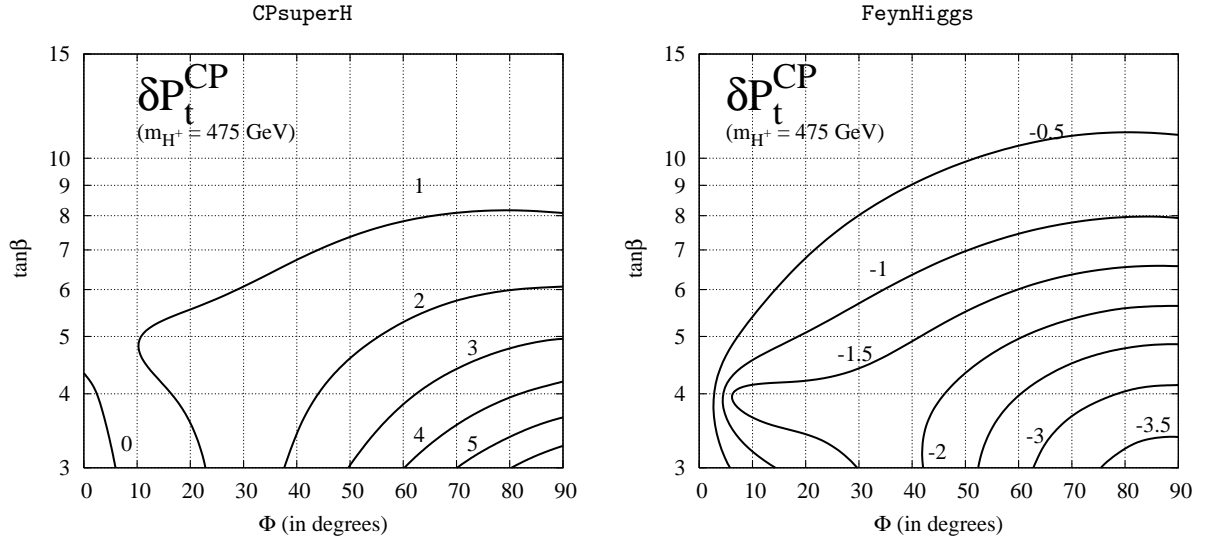 CPsuperH
δP_t^CP
(m_H+ = 475 GeV)
15
10
9
8
7
6
5
4
3
tanβ
1
2
3
4
5
0
0 10 20 30 40 50 60 70 80 90
Φ (in degrees)
FeynHiggs
δP_t^CP
(m_H+ = 475 GeV)
15
10
9
8
7
6
5
4
3
tanβ
-0.5
-1
-1.5
-2
-3
-3.5
0 10 20 30 40 50 60 70 80 90
Φ (in degrees)